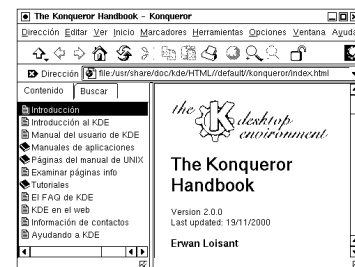 The Konqueror Handbook - Konqueror
Dirección Editar Ver Inicio Marcadores Herramientas Opciones Ventana Ayuda
Dirección file:/usr/share/doc/kde/HTML//default//konqueror/index.html
Contenido Buscar
Introducción
Introducción al KDE
Manual del usuario de KDE
Manuales de aplicaciones
Páginas del manual de UNIX
Examinar páginas info
Tutoriales
El FAQ de KDE
KDE en el web
Información de contactos
Ayudando a KDE
the K desktop environment
The Konqueror
Handbook
Version 2.0.0
Last updated: 19/11/2000
Erwan Loisant